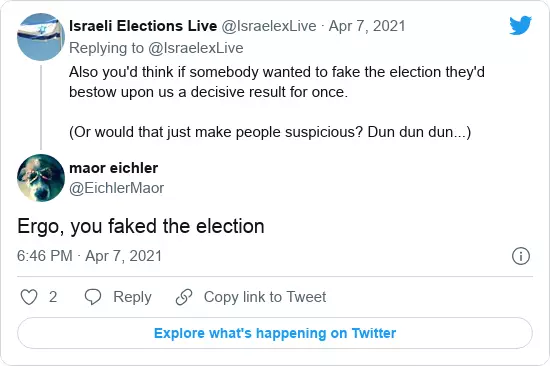 Israeli Elections Live @IsraelexLive · Apr 7, 2021
Replying to @IsraelexLive
Also you'd think if somebody wanted to fake the election they'd
bestow upon us a decisive result for once.
(Or would that just make people suspicious? Dun dun dun...)
maor eichler
@EichlerMaor
Ergo, you faked the election
6:46 PM · Apr 7, 2021
2 Reply Copy link to Tweet
Explore what's happening on Twitter